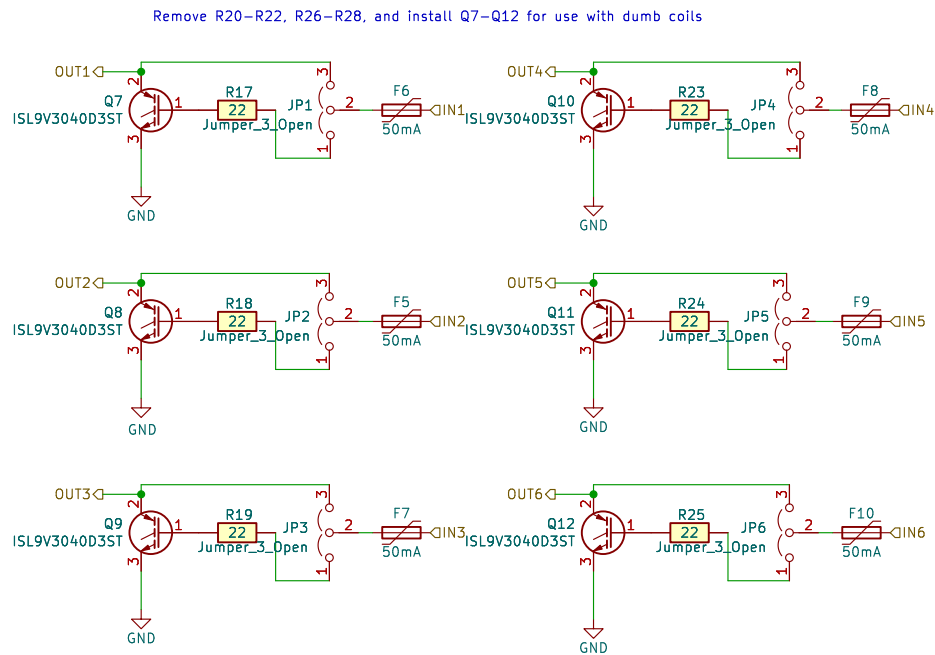 Remove R20-R22, R26-R28, and install Q7-Q12 for use with dumb coils
OUT1
2
Q7
ISL9V3040D3ST
1
3
GND
R17
22
JP1
Jumper_3_Open
3
2
1
F6
50mA
IN1
OUT4
2
Q10
ISL9V3040D3ST
1
3
GND
R23
22
JP4
Jumper_3_Open
3
2
1
F8
50mA
IN4
OUT2
2
Q8
ISL9V3040D3ST
1
3
GND
R18
22
JP2
Jumper_3_Open
3
2
1
F5
50mA
IN2
OUT5
2
Q11
ISL9V3040D3ST
1
3
GND
R24
22
JP5
Jumper_3_Open
3
2
1
F9
50mA
IN5
OUT3
2
Q9
ISL9V3040D3ST
1
3
GND
R19
22
JP3
Jumper_3_Open
3
2
1
F7
50mA
IN3
OUT6
2
Q12
ISL9V3040D3ST
1
3
GND
R25
22
JP6
Jumper_3_Open
3
2
1
F10
50mA
IN6